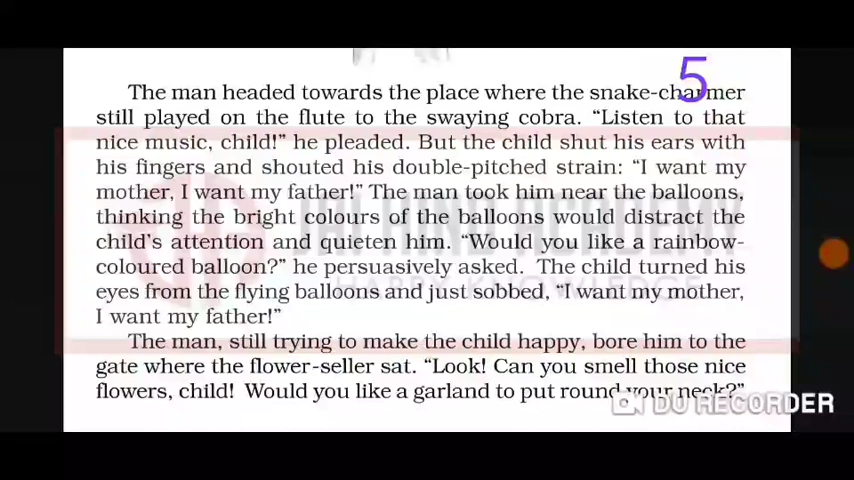 5
The man headed towards the place where the snake-charmer
still played on the flute to the swaying cobra. “Listen to that
nice music, child!” he pleaded. But the child shut his ears with
his fingers and shouted his double-pitched strain: “I want my
mother, I want my father!” The man took him near the balloons,
thinking the bright colours of the balloons would distract the
child’s attention and quieten him. “Would you like a rainbow-
coloured balloon?” he persuasively asked. The child turned his
eyes from the flying balloons and just sobbed, “I want my mother,
I want my father!”
The man, still trying to make the child happy, bore him to the
gate where the flower-seller sat. “Look! Can you smell those nice
flowers, child! Would you like a garland to put round your neck?”
JAI HIND ACADEMY
HAPPY KNOWLEDGE
DU RECORDER